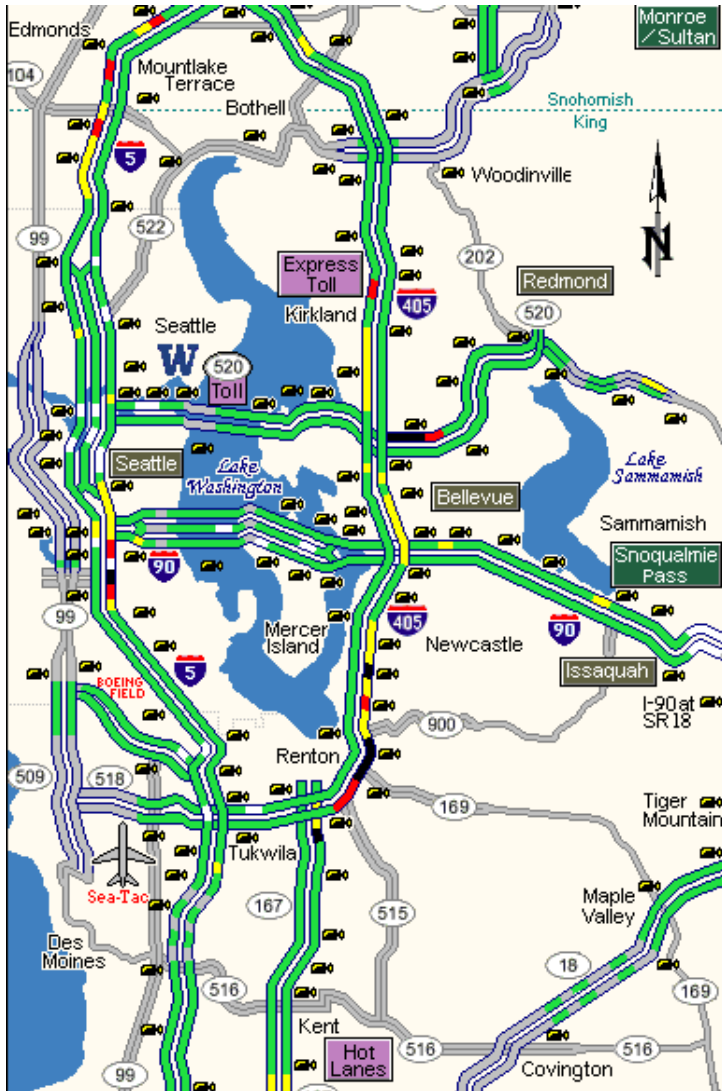 Monroe
/Sultan
Edmonds
104
Mountlake
Terrace
Bothell
Snohomish
King
5
Woodinville
N
522
99
202
Express
Toll
Redmond
405
520
Kirkland
Seattle
W
520
Toll
Seattle
Lake
Washington
Lake
Sammamish
Bellevue
Sammamish
90
Snoqualmie
Pass
99
Mercer
Island
405
Newcastle
90
5
Issaquah
BOEING
FIELD
I-90 at
SR 18
900
Renton
509
518
169
Tiger
Mountain
Tukwila
Sea-Tac
167
515
Maple
Valley
Des
Moines
18
516
169
Kent
516
516
99
Hot
Lanes
Covington